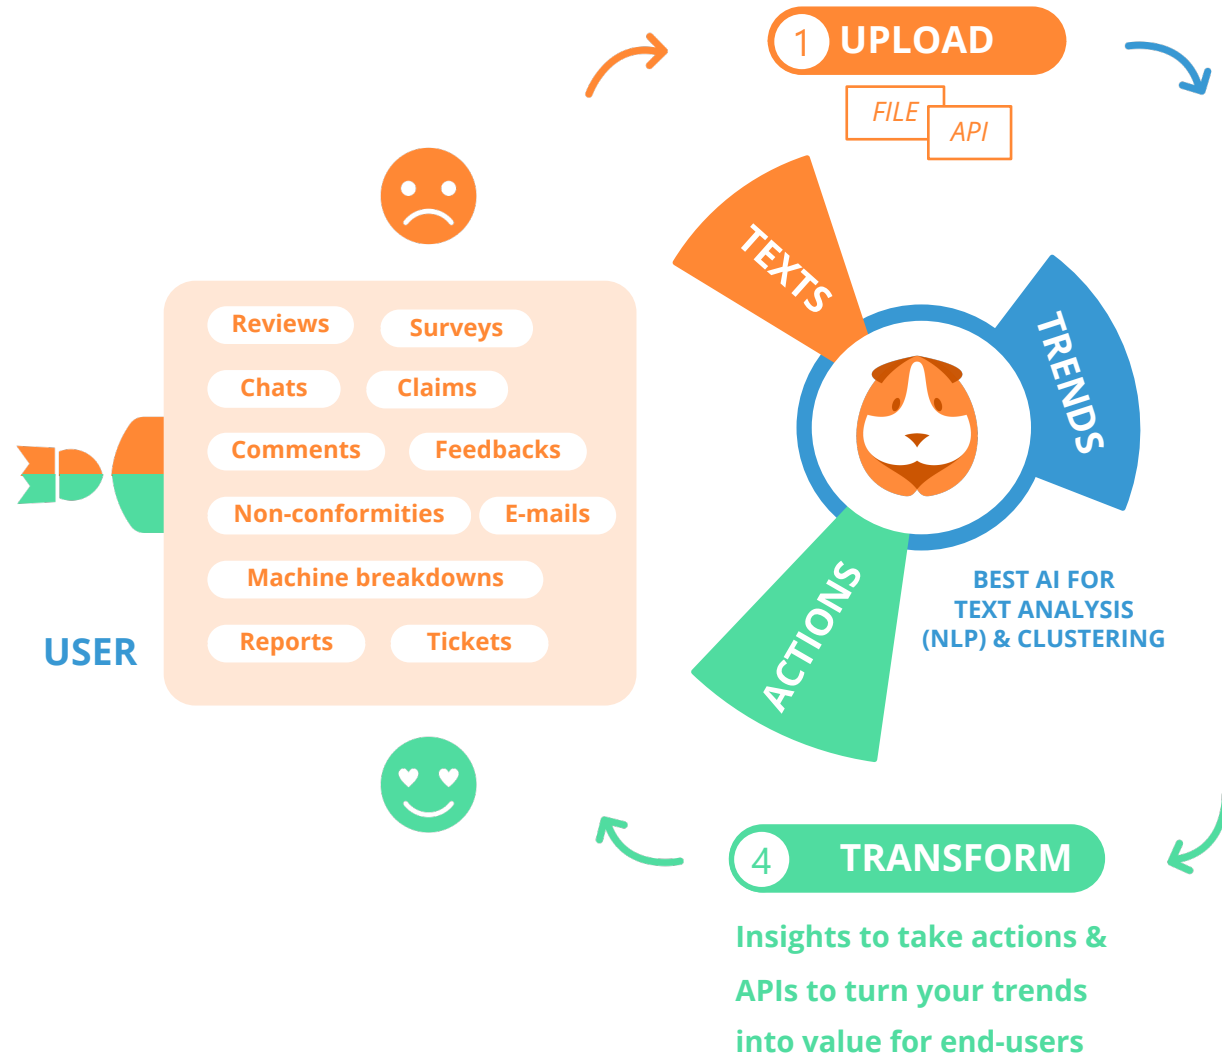 1 UPLOAD
FILE
API
TEXTS
TRENDS
Reviews
Surveys
Chats
Claims
Comments
Feedbacks
Non-conformities
E-mails
Machine breakdowns
Reports
Tickets
USER
ACTIONS
BEST AI FOR
TEXT ANALYSIS
(NLP) & CLUSTERING
4 TRANSFORM
Insights to take actions &
APIs to turn your trends
into value for end-users